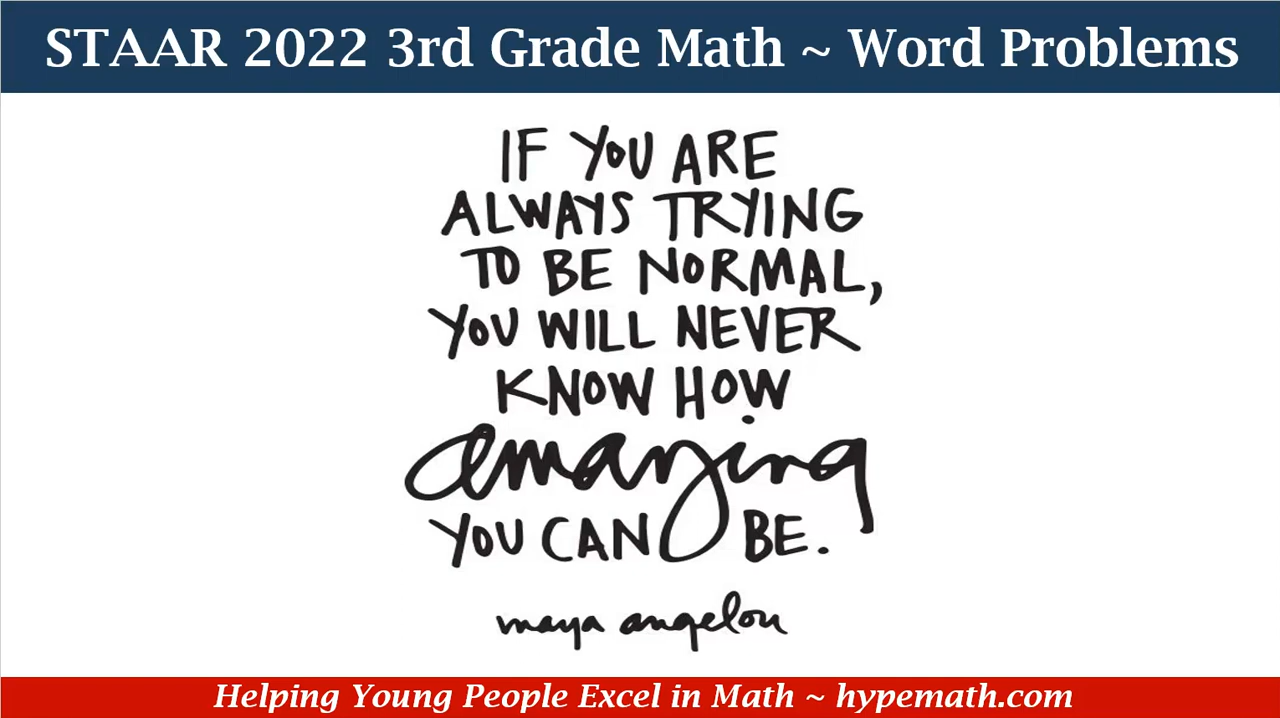 STAAR 2022 3rd Grade Math ~ Word Problems
IF YOU ARE
ALWAYS TRYING
TO BE NORMAL,
YOU WILL NEVER
KNOW HOW
amazing
YOU CAN BE.
maya angelou
Helping Young People Excel in Math ~ hypemath.com